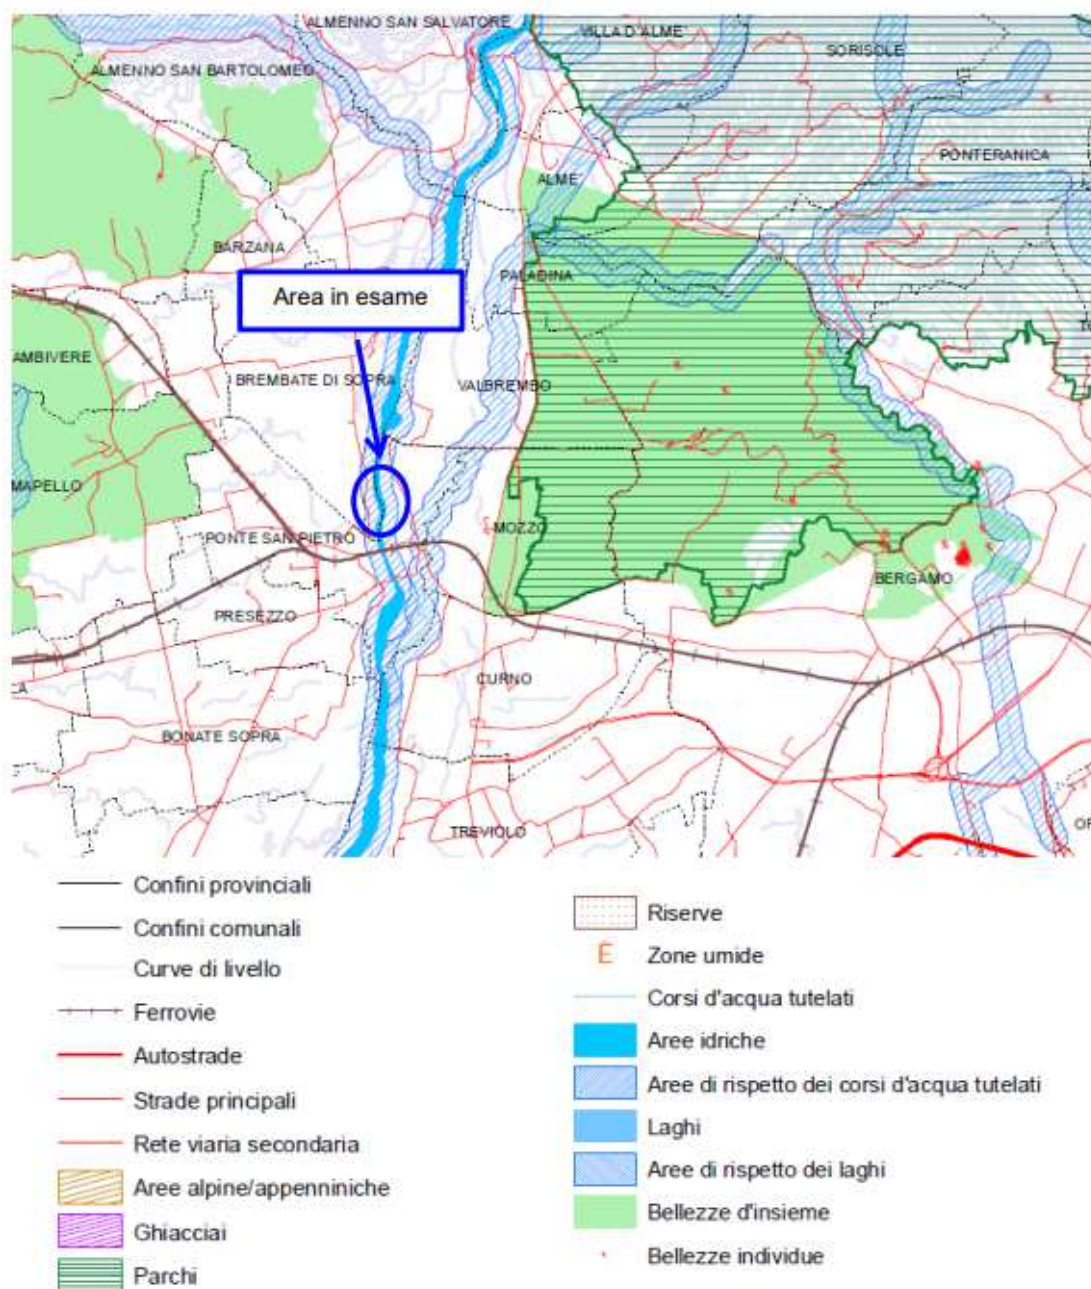 ALMENNO SAN SALVATORE
VILLA D'ALME'
SORISOLE
ALMENNO SAN BARTOLOMEO
PONTERANICA
ALME'
BARZANA
PALADINA
Area in esame
AMBIVERE
BREMBATE DI SOPRA
VALBREMBO
MAPELLO
MOZZO
PONTE SAN PIETRO
BERGAMO
PRESEZZO
CURNO
BONATE SOPRA
TREVIOLO
Confini provinciali
Confini comunali
Curve di livello
Ferrovie
Autostrade
Strade principali
Rete viaria secondaria
Aree alpine/appenniniche
Ghiacciai
Parchi
Riserve
È Zone umide
Corsi d'acqua tutelati
Aree idriche
Aree di rispetto dei corsi d'acqua tutelati
Laghi
Aree di rispetto dei laghi
Bellezze d'insieme
Bellezze individue